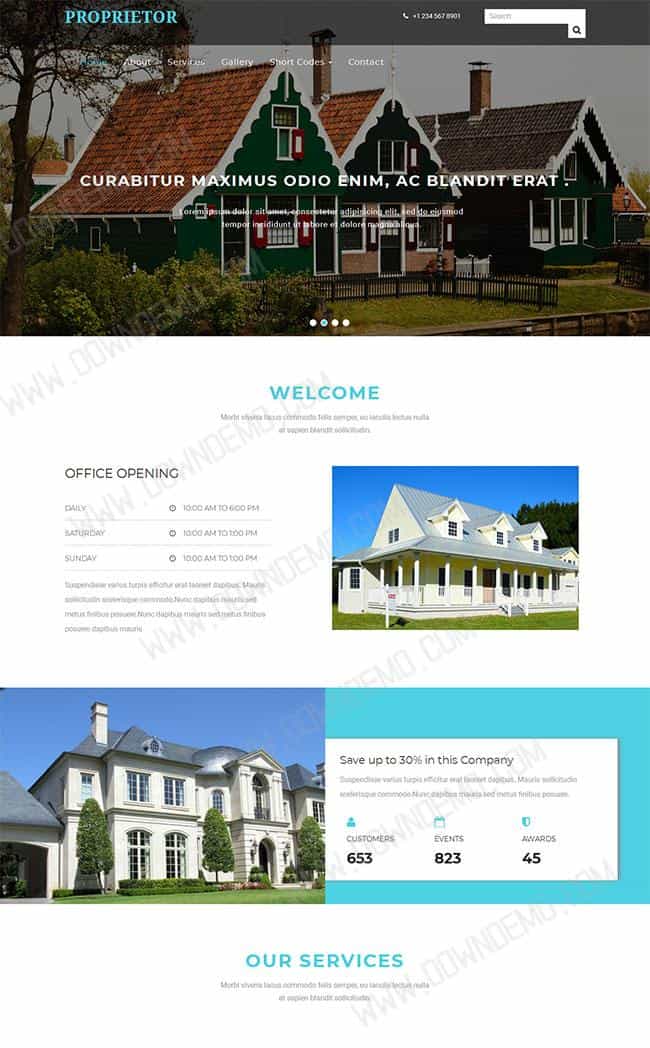 PROPRIETOR
+1 234 567 8901
Search
Home About Services Gallery Short Codes Contact
CURABITUR MAXIMUS ODIO ENIM, AC BLANDIT ERAT .
Lorem ipsum dolor sit amet, consectetur adipisicing elit, sed do eiusmod
tempor incididunt ut labore et dolore magna aliqua.
WELCOME
Morbi viverra lacus commodo felis semper, eu iaculis lectus nulla
et sapien blandit sollicitudin.
OFFICE OPENING
DAILY 10:00 AM TO 6:00 PM
SATURDAY 10:00 AM TO 1:00 PM
SUNDAY 10:00 AM TO 1:00 PM
Suspendisse varius turpis efficitur erat laoreet dapibus. Mauris
sollicitudin scelerisque commodo.Nunc dapibus mauris sed
metus finibus posuere.Nunc dapibus mauris sed metus finibus
posuere dapibus mauris.
Save up to 30% in this Company
Suspendisse varius turpis efficitur erat laoreet dapibus. Mauris sollicitudin
scelerisque commodo.Nunc dapibus mauris sed metus finibus posuere.
CUSTOMERS EVENTS AWARDS
653 823 45
OUR SERVICES
Morbi viverra lacus commodo felis semper, eu iaculis lectus nulla
et sapien blandit sollicitudin.
WWW.DOWNDEMO.COM